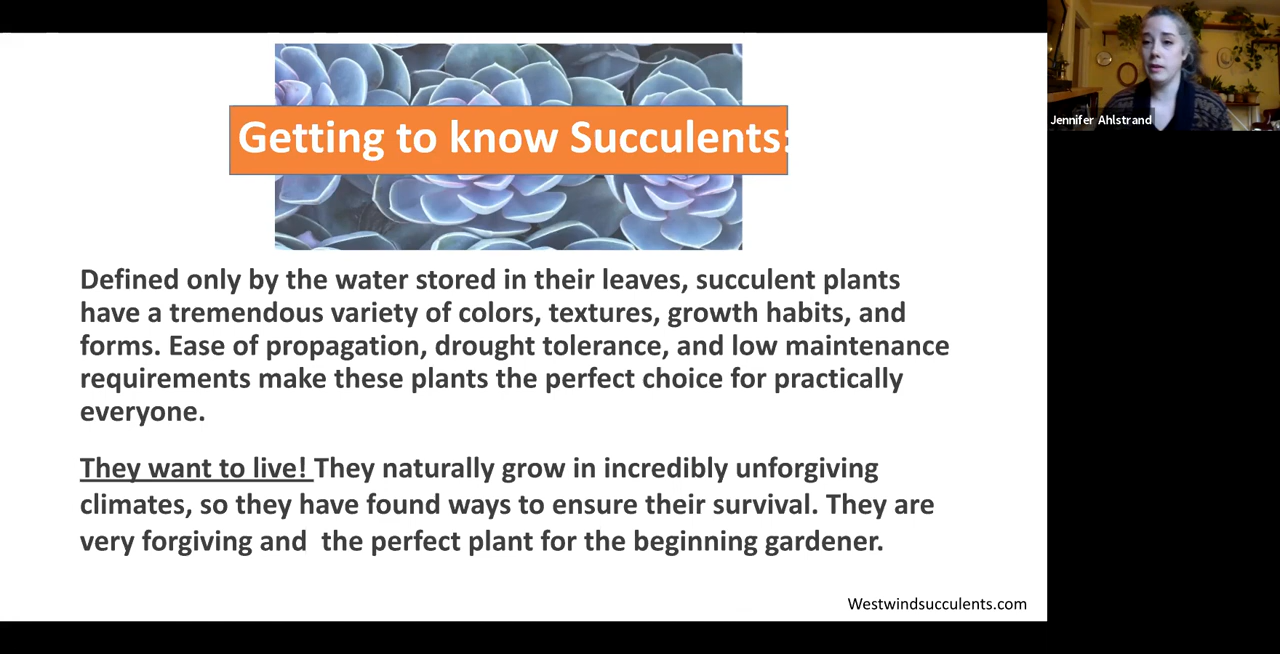 Getting to know Succulents:
Jennifer Ahlstrand
Defined only by the water stored in their leaves, succulent plants
have a tremendous variety of colors, textures, growth habits, and
forms. Ease of propagation, drought tolerance, and low maintenance
requirements make these plants the perfect choice for practically
everyone.
They want to live! They naturally grow in incredibly unforgiving
climates, so they have found ways to ensure their survival. They are
very forgiving and  the perfect plant for the beginning gardener.
Westwindsucculents.com